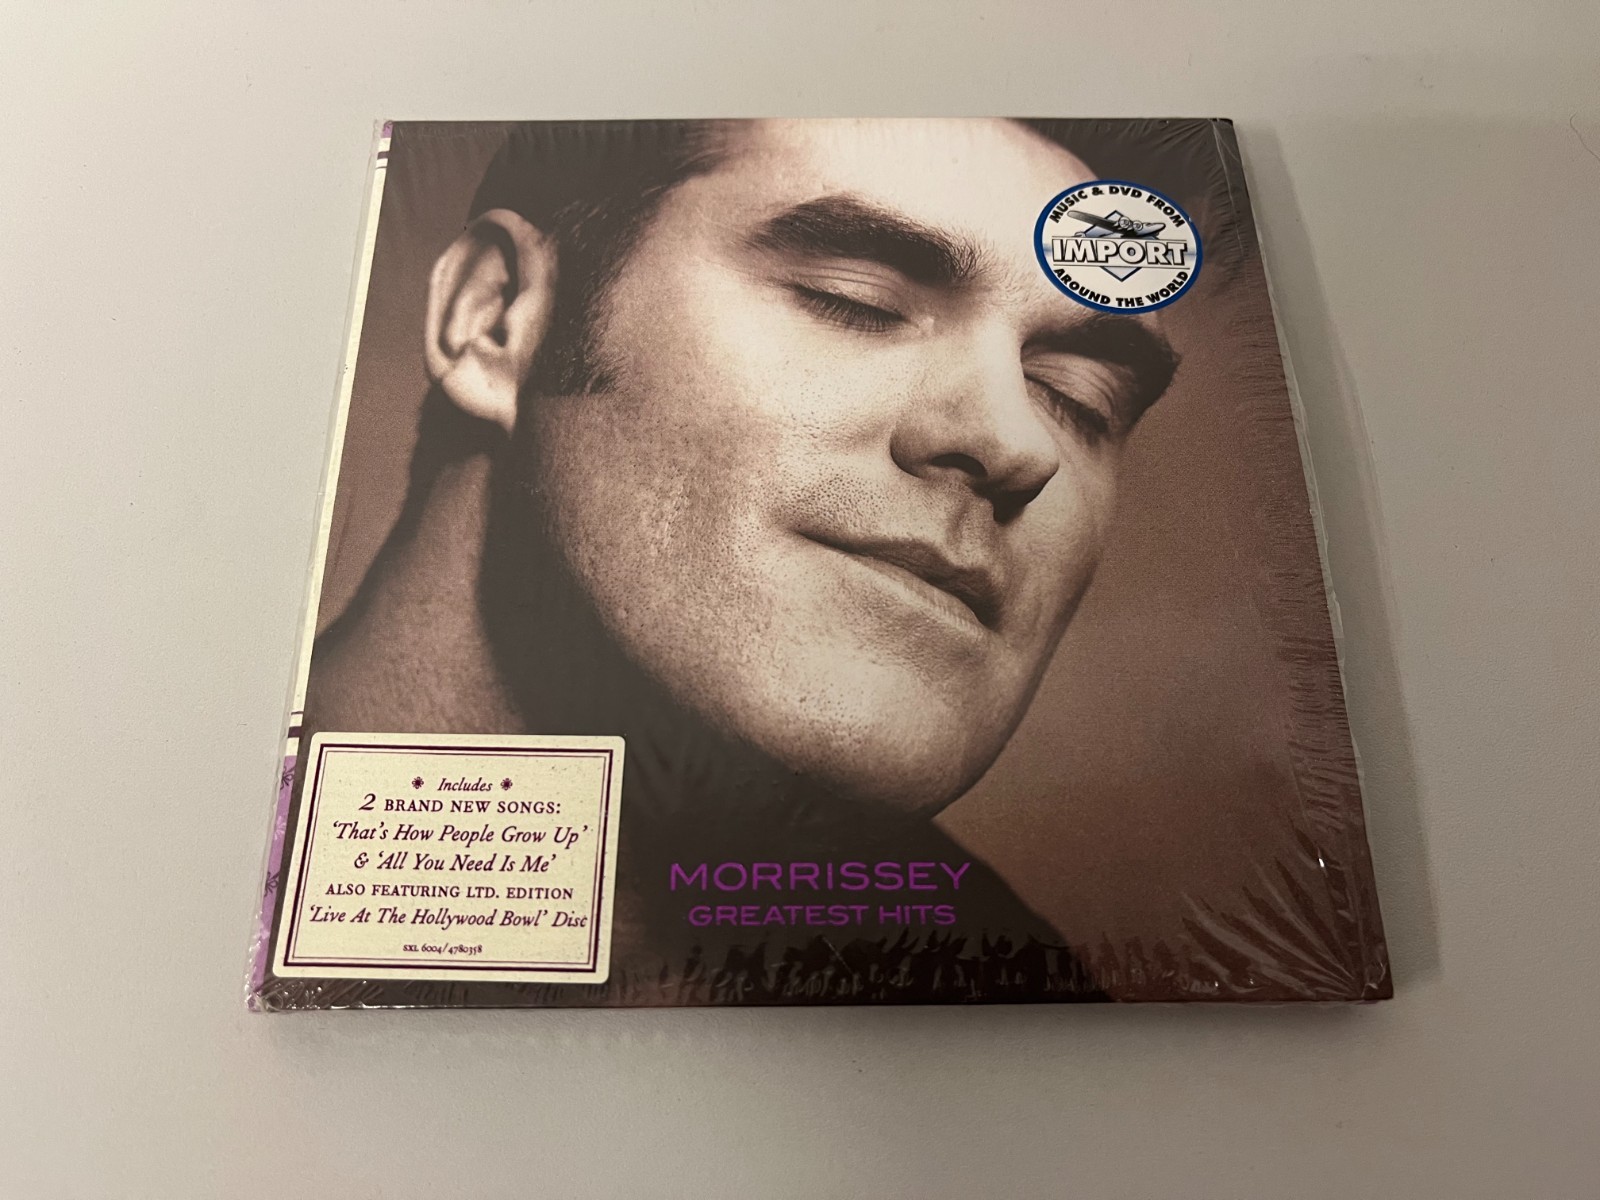 MUSIC & DVD FROM
IMPORT
AROUND THE WORLD
Includes
2 BRAND NEW SONGS:
‘That’s How People Grow Up’
& ‘All You Need Is Me’
ALSO FEATURING LTD. EDITION
‘Live At The Hollywood Bowl’ Disc
SXL 6004/4780358
MORRISSEY
GREATEST HITS